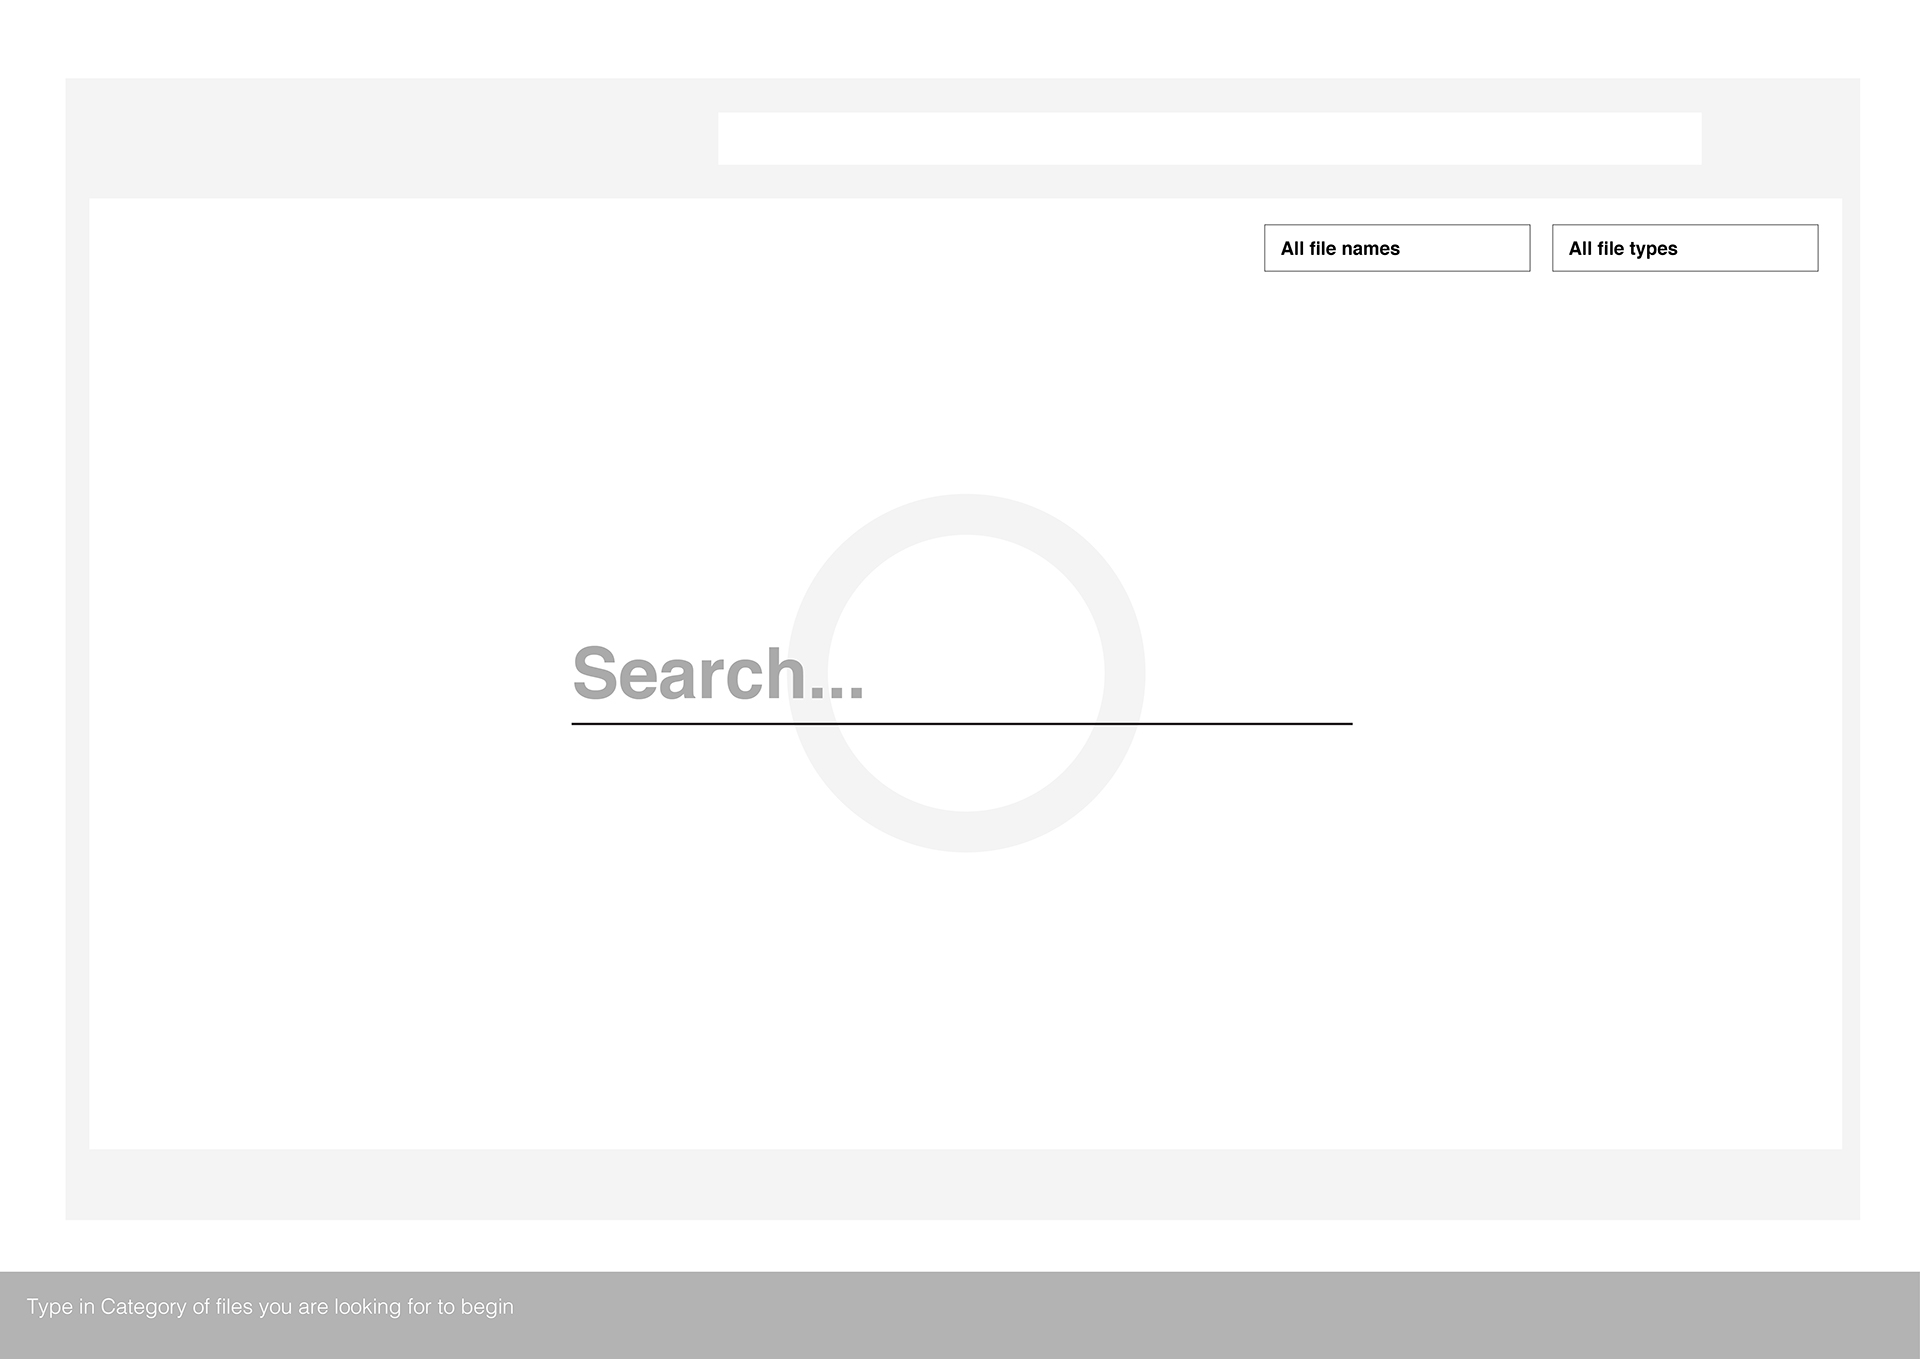 All file names
All file types
Search...
Type in Category of files you are looking for to begin